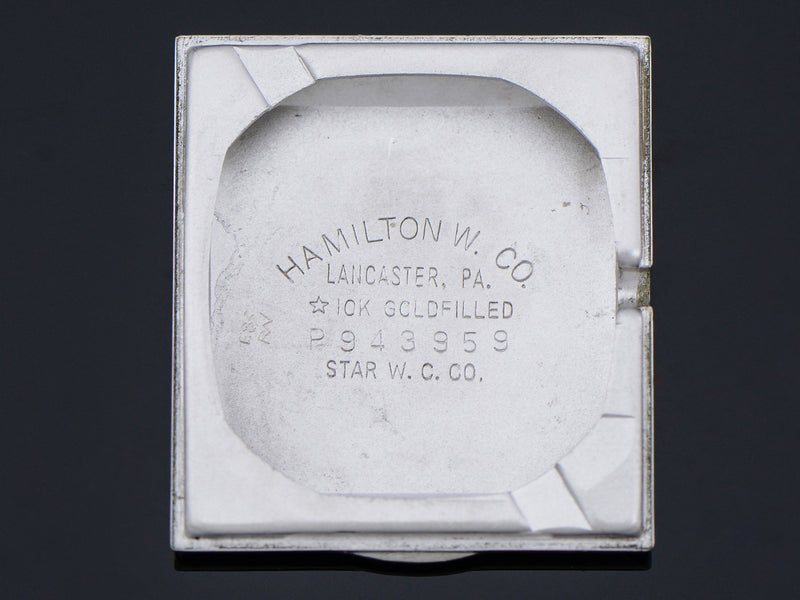 HAMILTON W. CO.
LANCASTER, PA.
☆10K GOLDFILLED
P943959
STAR W. C. CO.